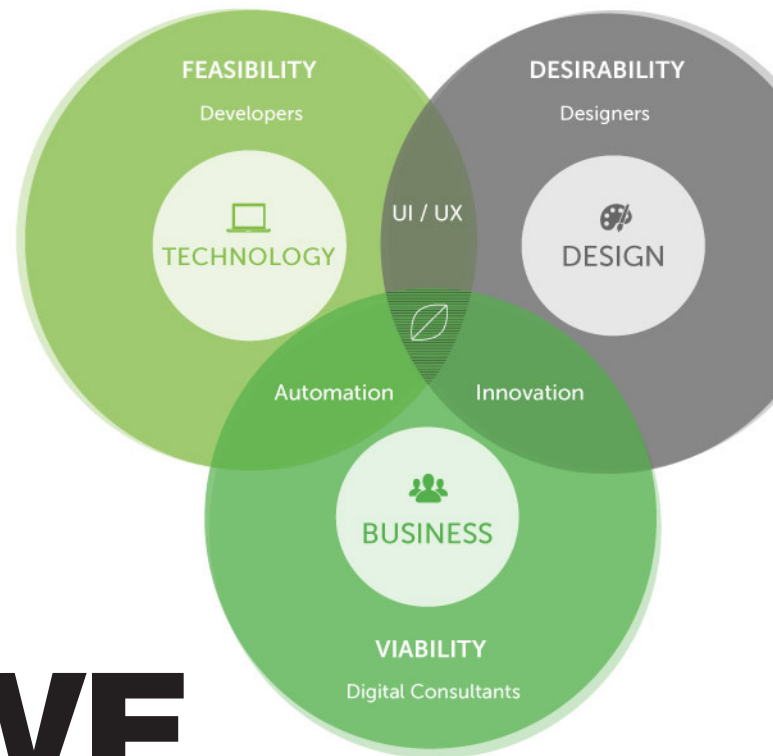 FEASIBILITY
Developers
TECHNOLOGY
DESIRABILITY
Designers
DESIGN
UI / UX
Automation
Innovation
BUSINESS
VIABILITY
Digital Consultants